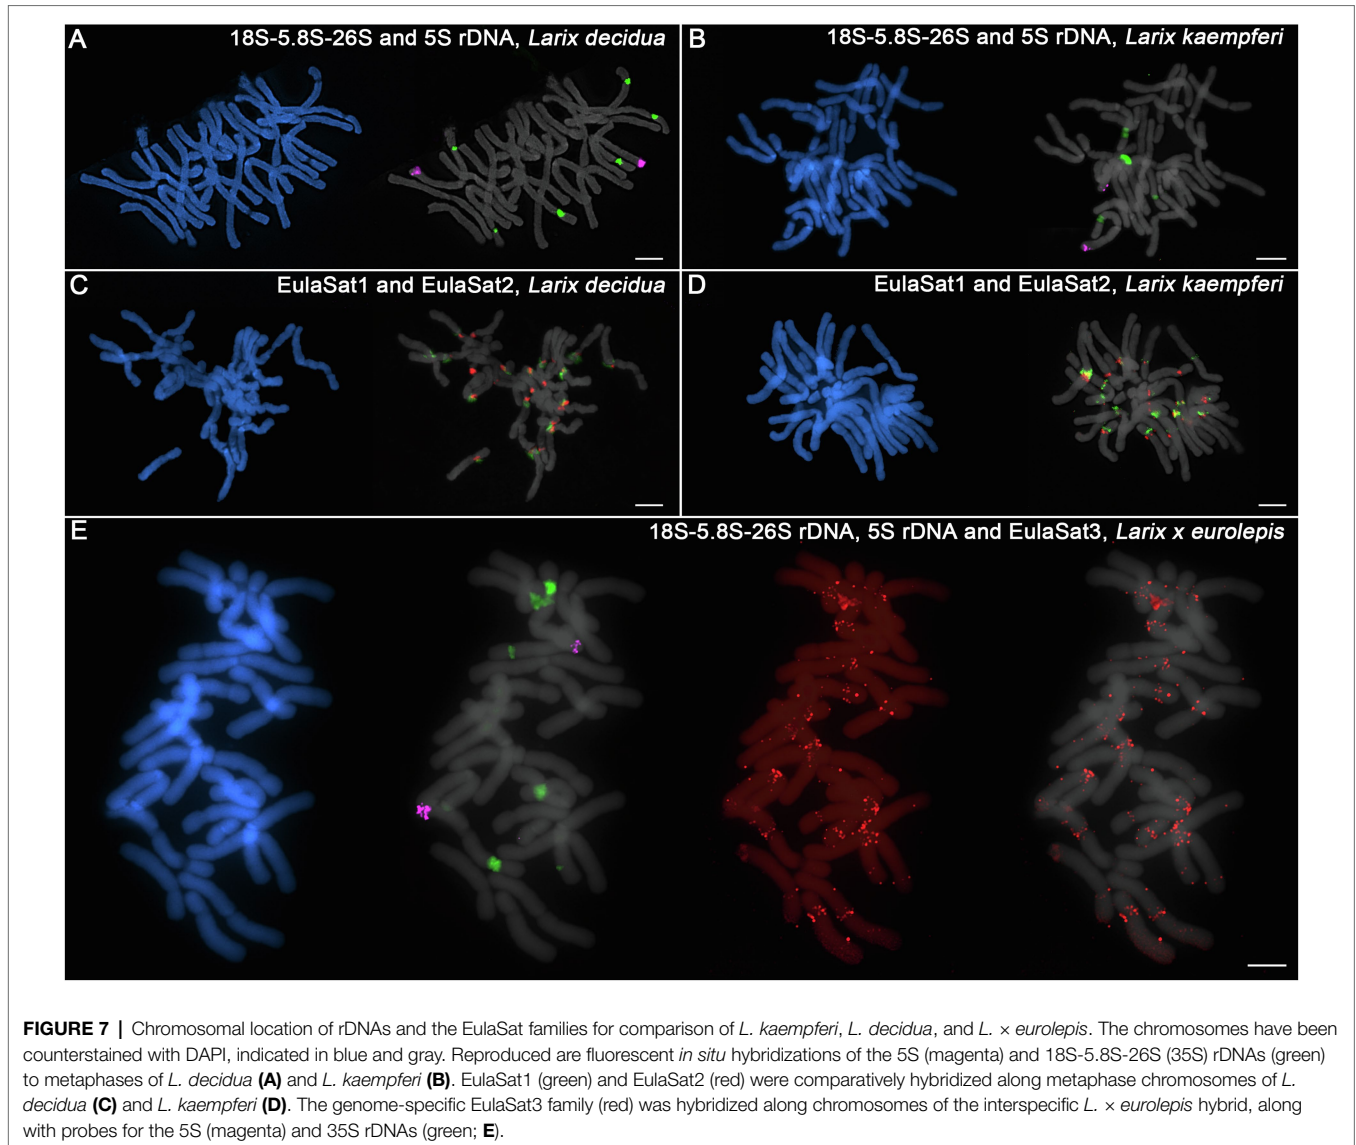 A
18S-5.8S-26S and 5S rDNA, Larix decidua
B
18S-5.8S-26S and 5S rDNA, Larix kaempferi
C
EulaSat1 and EulaSat2, Larix decidua
D
EulaSat1 and EulaSat2, Larix kaempferi
E
18S-5.8S-26S rDNA, 5S rDNA and EulaSat3, Larix x eurolepis
FIGURE 7 | Chromosomal location of rDNAs and the EulaSat families for comparison of L. kaempferi, L. decidua, and L. × eurolepis. The chromosomes have been
counterstained with DAPI, indicated in blue and gray. Reproduced are fluorescent in situ hybridizations of the 5S (magenta) and 18S-5.8S-26S (35S) rDNAs (green)
to metaphases of L. decidua (A) and L. kaempferi (B). EulaSat1 (green) and EulaSat2 (red) were comparatively hybridized along metaphase chromosomes of L.
decidua (C) and L. kaempferi (D). The genome-specific EulaSat3 family (red) was hybridized along chromosomes of the interspecific L. × eurolepis hybrid, along
with probes for the 5S (magenta) and 35S rDNAs (green; E).